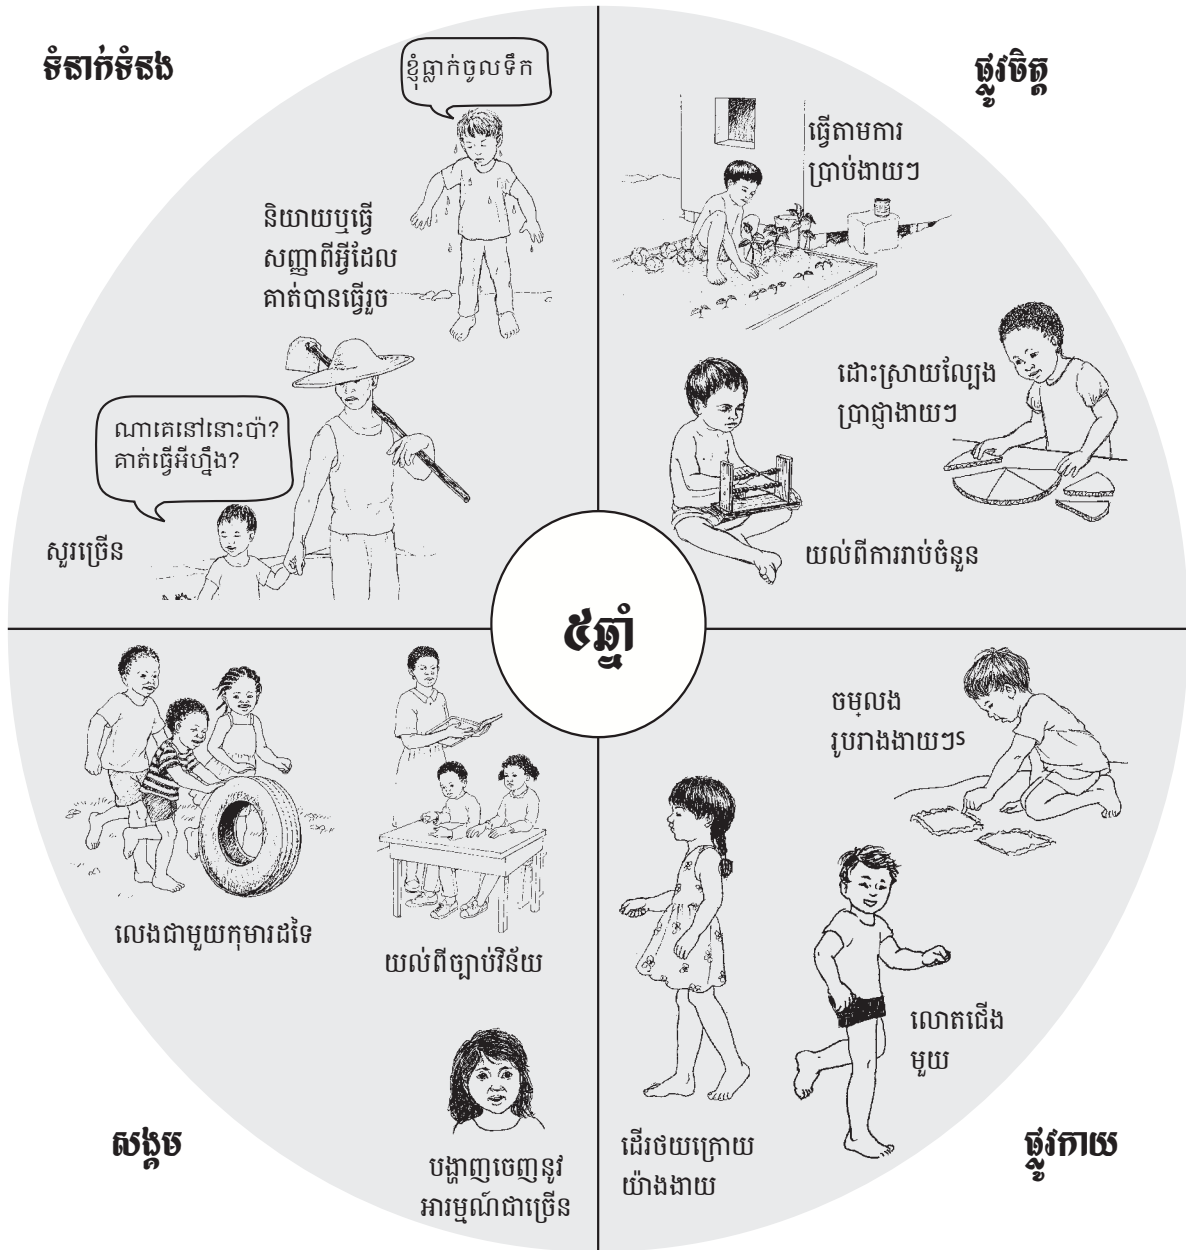 ទំនាក់ទំនង
ខ្ញុំធ្លាក់ចូលទឹក
និយាយឬធ្វើ
សញ្ញាពីអ្វីដែល
គាត់បានធ្វើរួច
ណាគេនៅនោះប៉ា?
គាត់ធ្វើអីហ្នឹង?
សួរច្រើន
ផ្លូវចិត្ត
ធ្វើតាមការ
ប្រាប់ងាយៗ
ដោះស្រាយល្បែង
ប្រាជ្ញាងាយៗ
យល់ពីការរាប់ចំនួន
៥ឆ្នាំ
លេងជាមួយកុមារដទៃ
យល់ពីច្បាប់វិន័យ
បង្ហាញចេញនូវ
អារម្មណ៍ជាច្រើន
សង្គម
ចម្លង
រូបរាងងាយៗs
លោតជើង
មួយ
ដើរថយក្រោយ
យ៉ាងងាយ
ផ្លូវកាយ